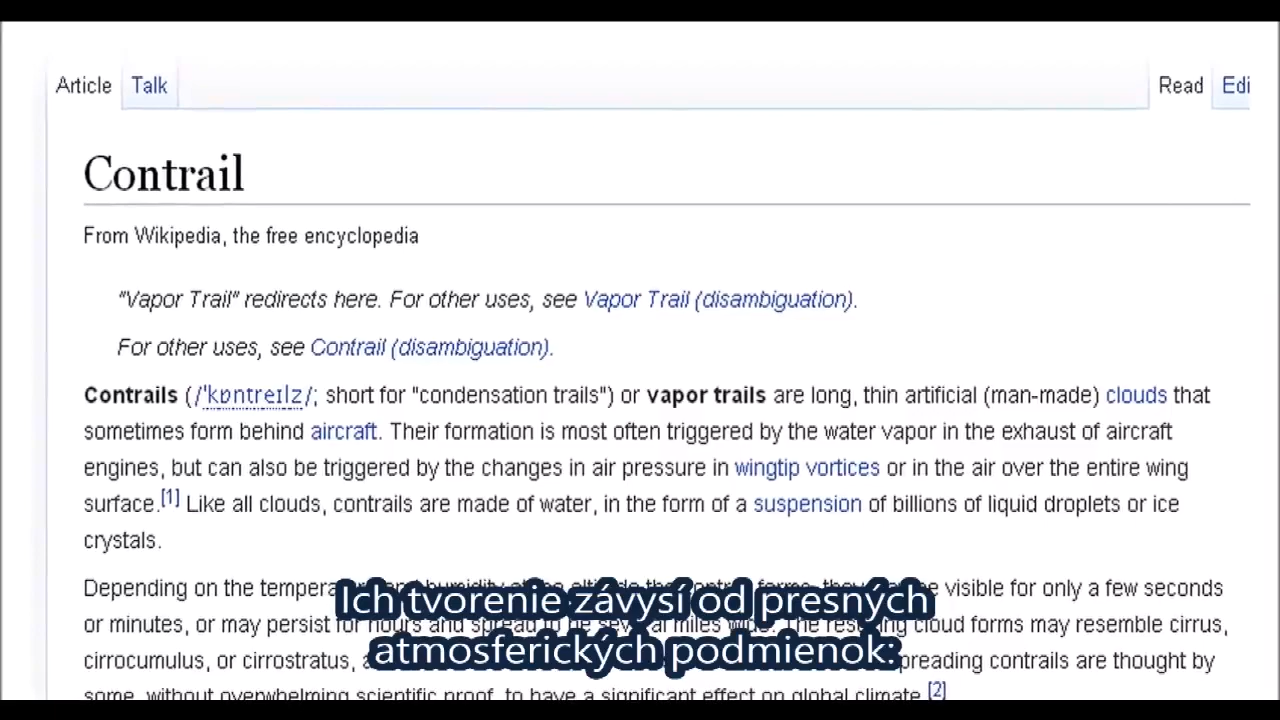 Article Talk Read Edi
Contrail
From Wikipedia, the free encyclopedia
"Vapor Trail" redirects here. For other uses, see Vapor Trail (disambiguation).
For other uses, see Contrail (disambiguation).
Contrails (/ˈkɒntreɪlz/; short for "condensation trails") or vapor trails are long, thin artificial (man-made) clouds that
sometimes form behind aircraft. Their formation is most often triggered by the water vapor in the exhaust of aircraft
engines, but can also be triggered by the changes in air pressure in wingtip vortices or in the air over the entire wing
surface.[1] Like all clouds, contrails are made of water, in the form of a suspension of billions of liquid droplets or ice
crystals.
Depending on the visible for only a few seconds
or minutes, or may persist for hours and spread to be several miles wide. The cloud forms may resemble cirrus,
cirrocumulus, or cirrostratus, spreading contrails are thought by
some, without overwhelming scientific proof, to have a significant effect on global climate.[2]
Ich tvorenie závysí od presných
atmosferických podmienok: